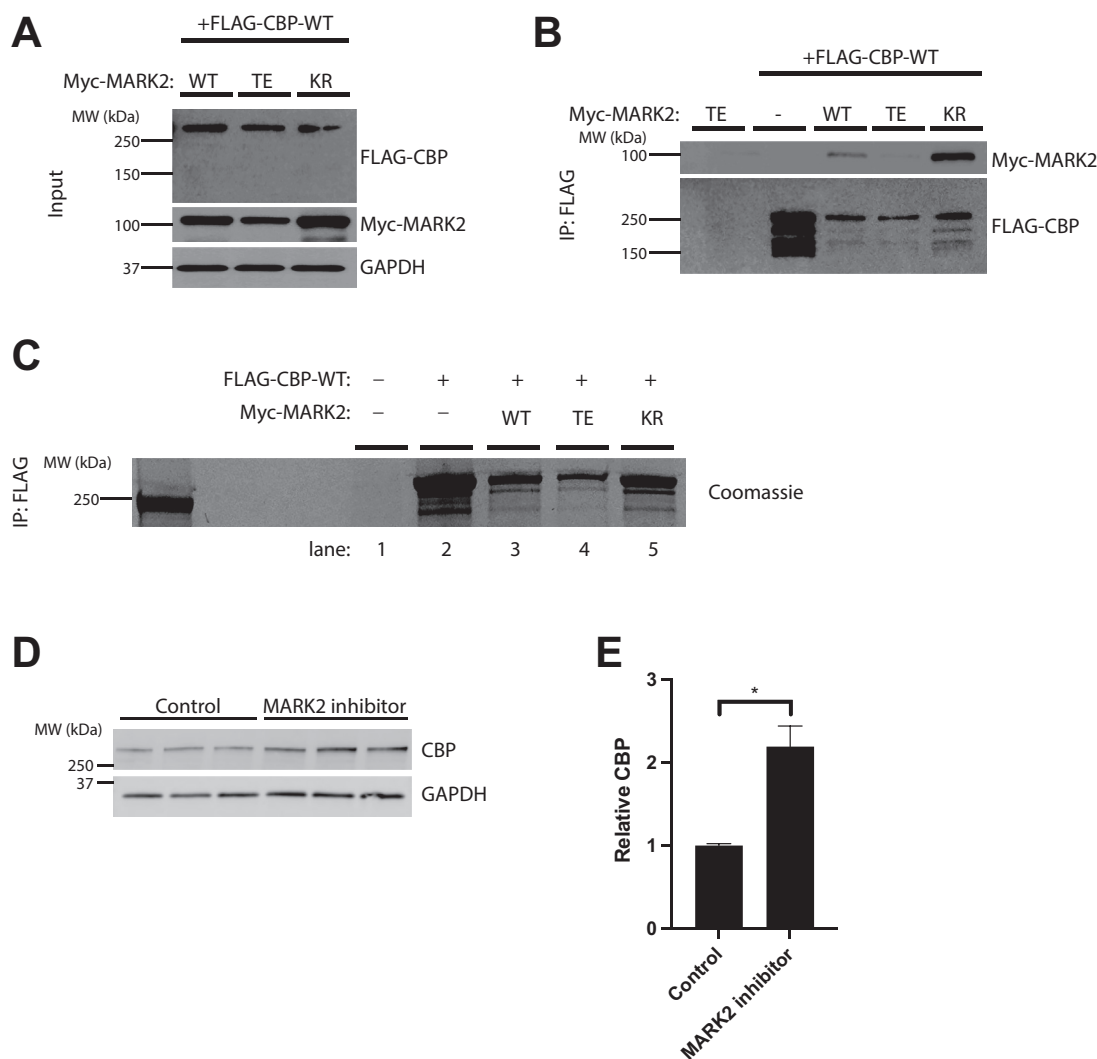 A
+FLAG-CBP-WT
Myc-MARK2: WT TE KR
MW (kDa)
250
150
FLAG-CBP
Input
100
Myc-MARK2
37
GAPDH
B
+FLAG-CBP-WT
Myc-MARK2: TE - WT TE KR
MW (kDa)
100
Myc-MARK2
IP: FLAG
250
FLAG-CBP
150
C
FLAG-CBP-WT: – + + + +
Myc-MARK2: – – WT TE KR
IP: FLAG
MW (kDa)
250
Coomassie
lane: 1 2 3 4 5
D
Control MARK2 inhibitor
MW (kDa)
CBP
250
37
GAPDH
E
3
*
2
Relative CBP
1
0
Control
MARK2 inhibitor